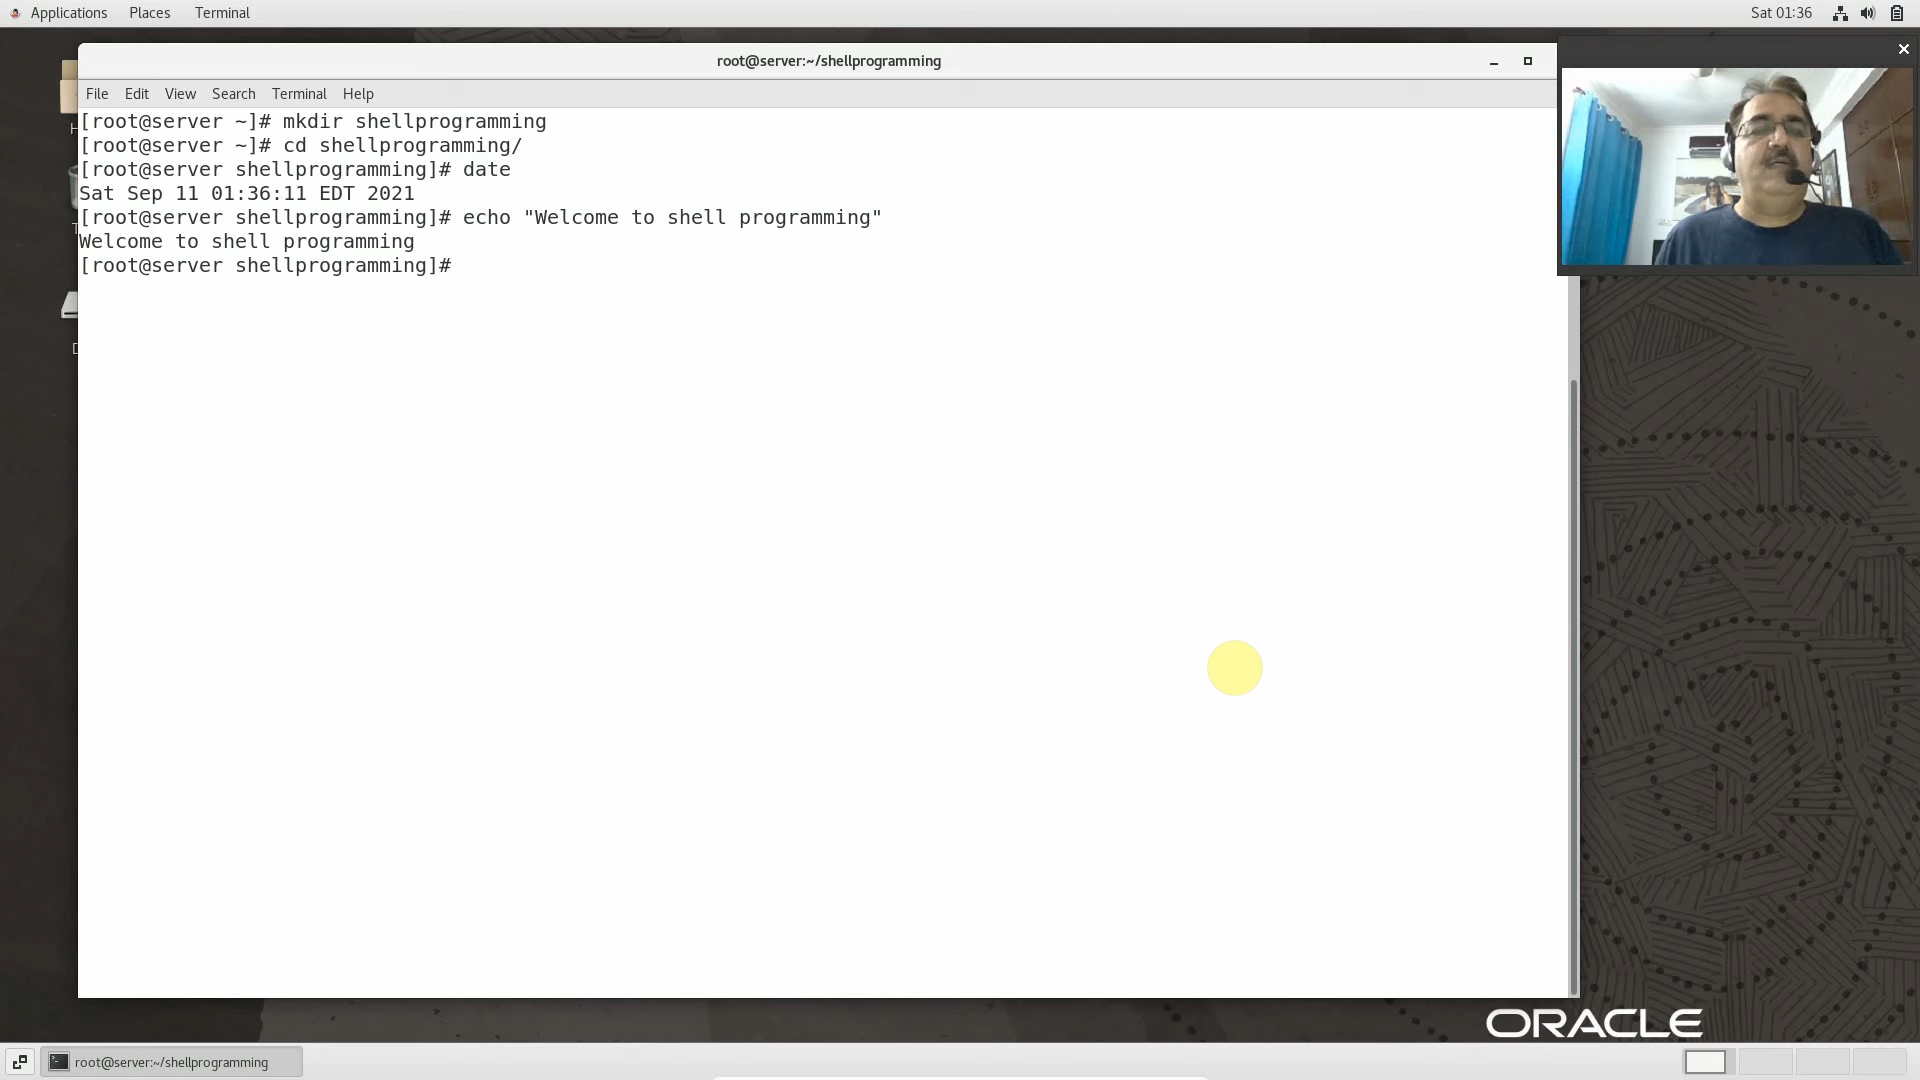 Applications Places Terminal Sat 01:36
root@server:~/shellprogramming
File Edit View Search Terminal Help
[root@server ~]# mkdir shellprogramming
[root@server ~]# cd shellprogramming/
[root@server shellprogramming]# date
Sat Sep 11 01:36:11 EDT 2021
[root@server shellprogramming]# echo "Welcome to shell programming"
Welcome to shell programming
[root@server shellprogramming]#
ORACLE
root@server:~/shellprogramming